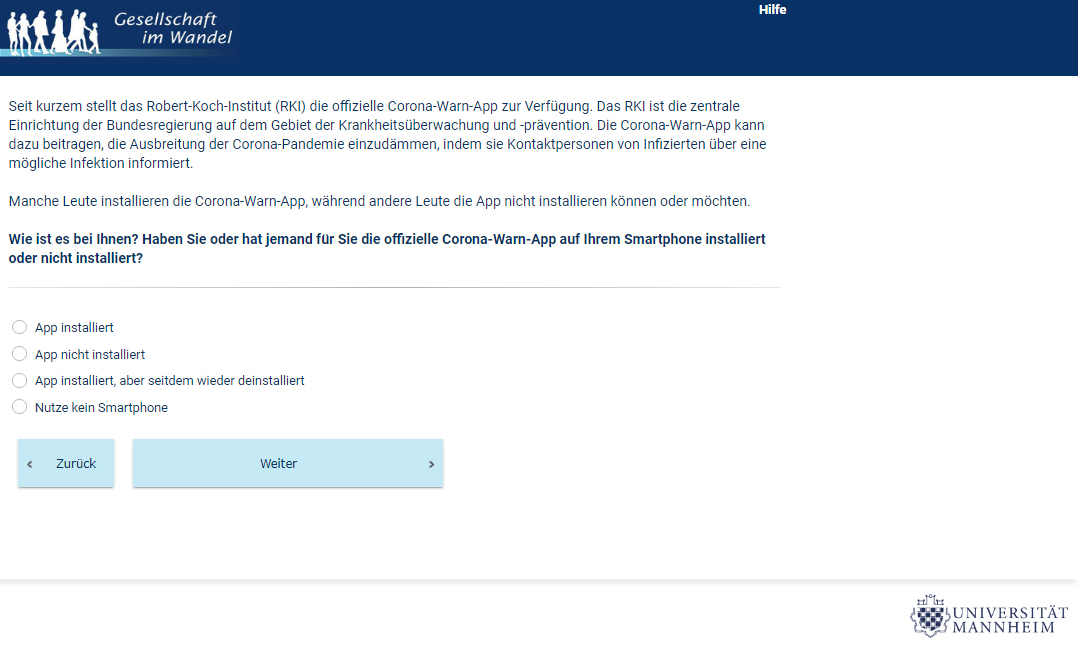 Gesellschaft
im Wandel
Hilfe
Seit kurzem stellt das Robert-Koch-Institut (RKI) die offizielle Corona-Warn-App zur Verfügung. Das RKI ist die zentrale
Einrichtung der Bundesregierung auf dem Gebiet der Krankheitsüberwachung und -prävention. Die Corona-Warn-App kann
dazu beitragen, die Ausbreitung der Corona-Pandemie einzudämmen, indem sie Kontaktpersonen von Infizierten über eine
mögliche Infektion informiert.
Manche Leute installieren die Corona-Warn-App, während andere Leute die App nicht installieren können oder möchten.
Wie ist es bei Ihnen? Haben Sie oder hat jemand für Sie die offizielle Corona-Warn-App auf Ihrem Smartphone installiert
oder nicht installiert?
App installiert
App nicht installiert
App installiert, aber seitdem wieder deinstalliert
Nutze kein Smartphone
‹ Zurück
Weiter ›
UNIVERSITÄT
MANNHEIM